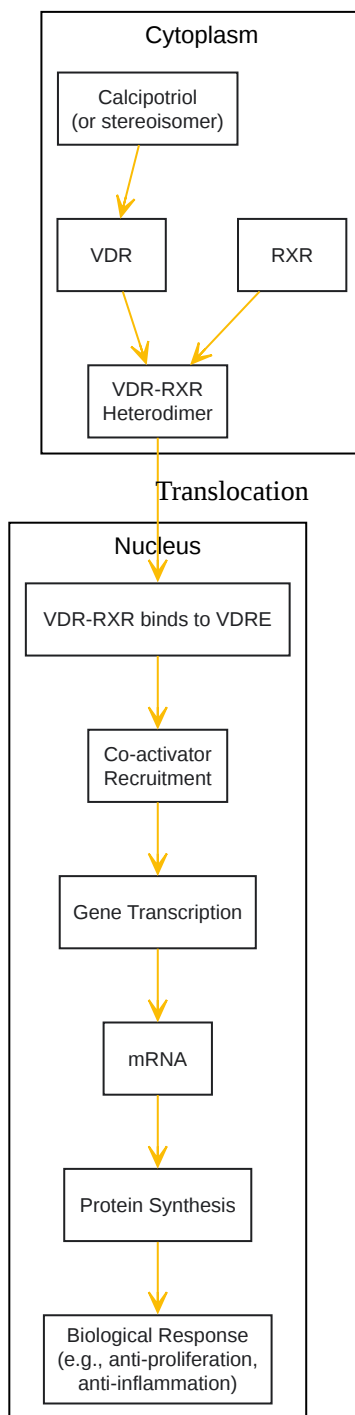 Cytoplasm
Calcipotriol
(or stereoisomer)
VDR
RXR
VDR-RXR
Heterodimer
Translocation
Nucleus
VDR-RXR binds to VDRE
Co-activator
Recruitment
Gene Transcription
mRNA
Protein Synthesis
Biological Response
(e.g., anti-proliferation,
anti-inflammation)